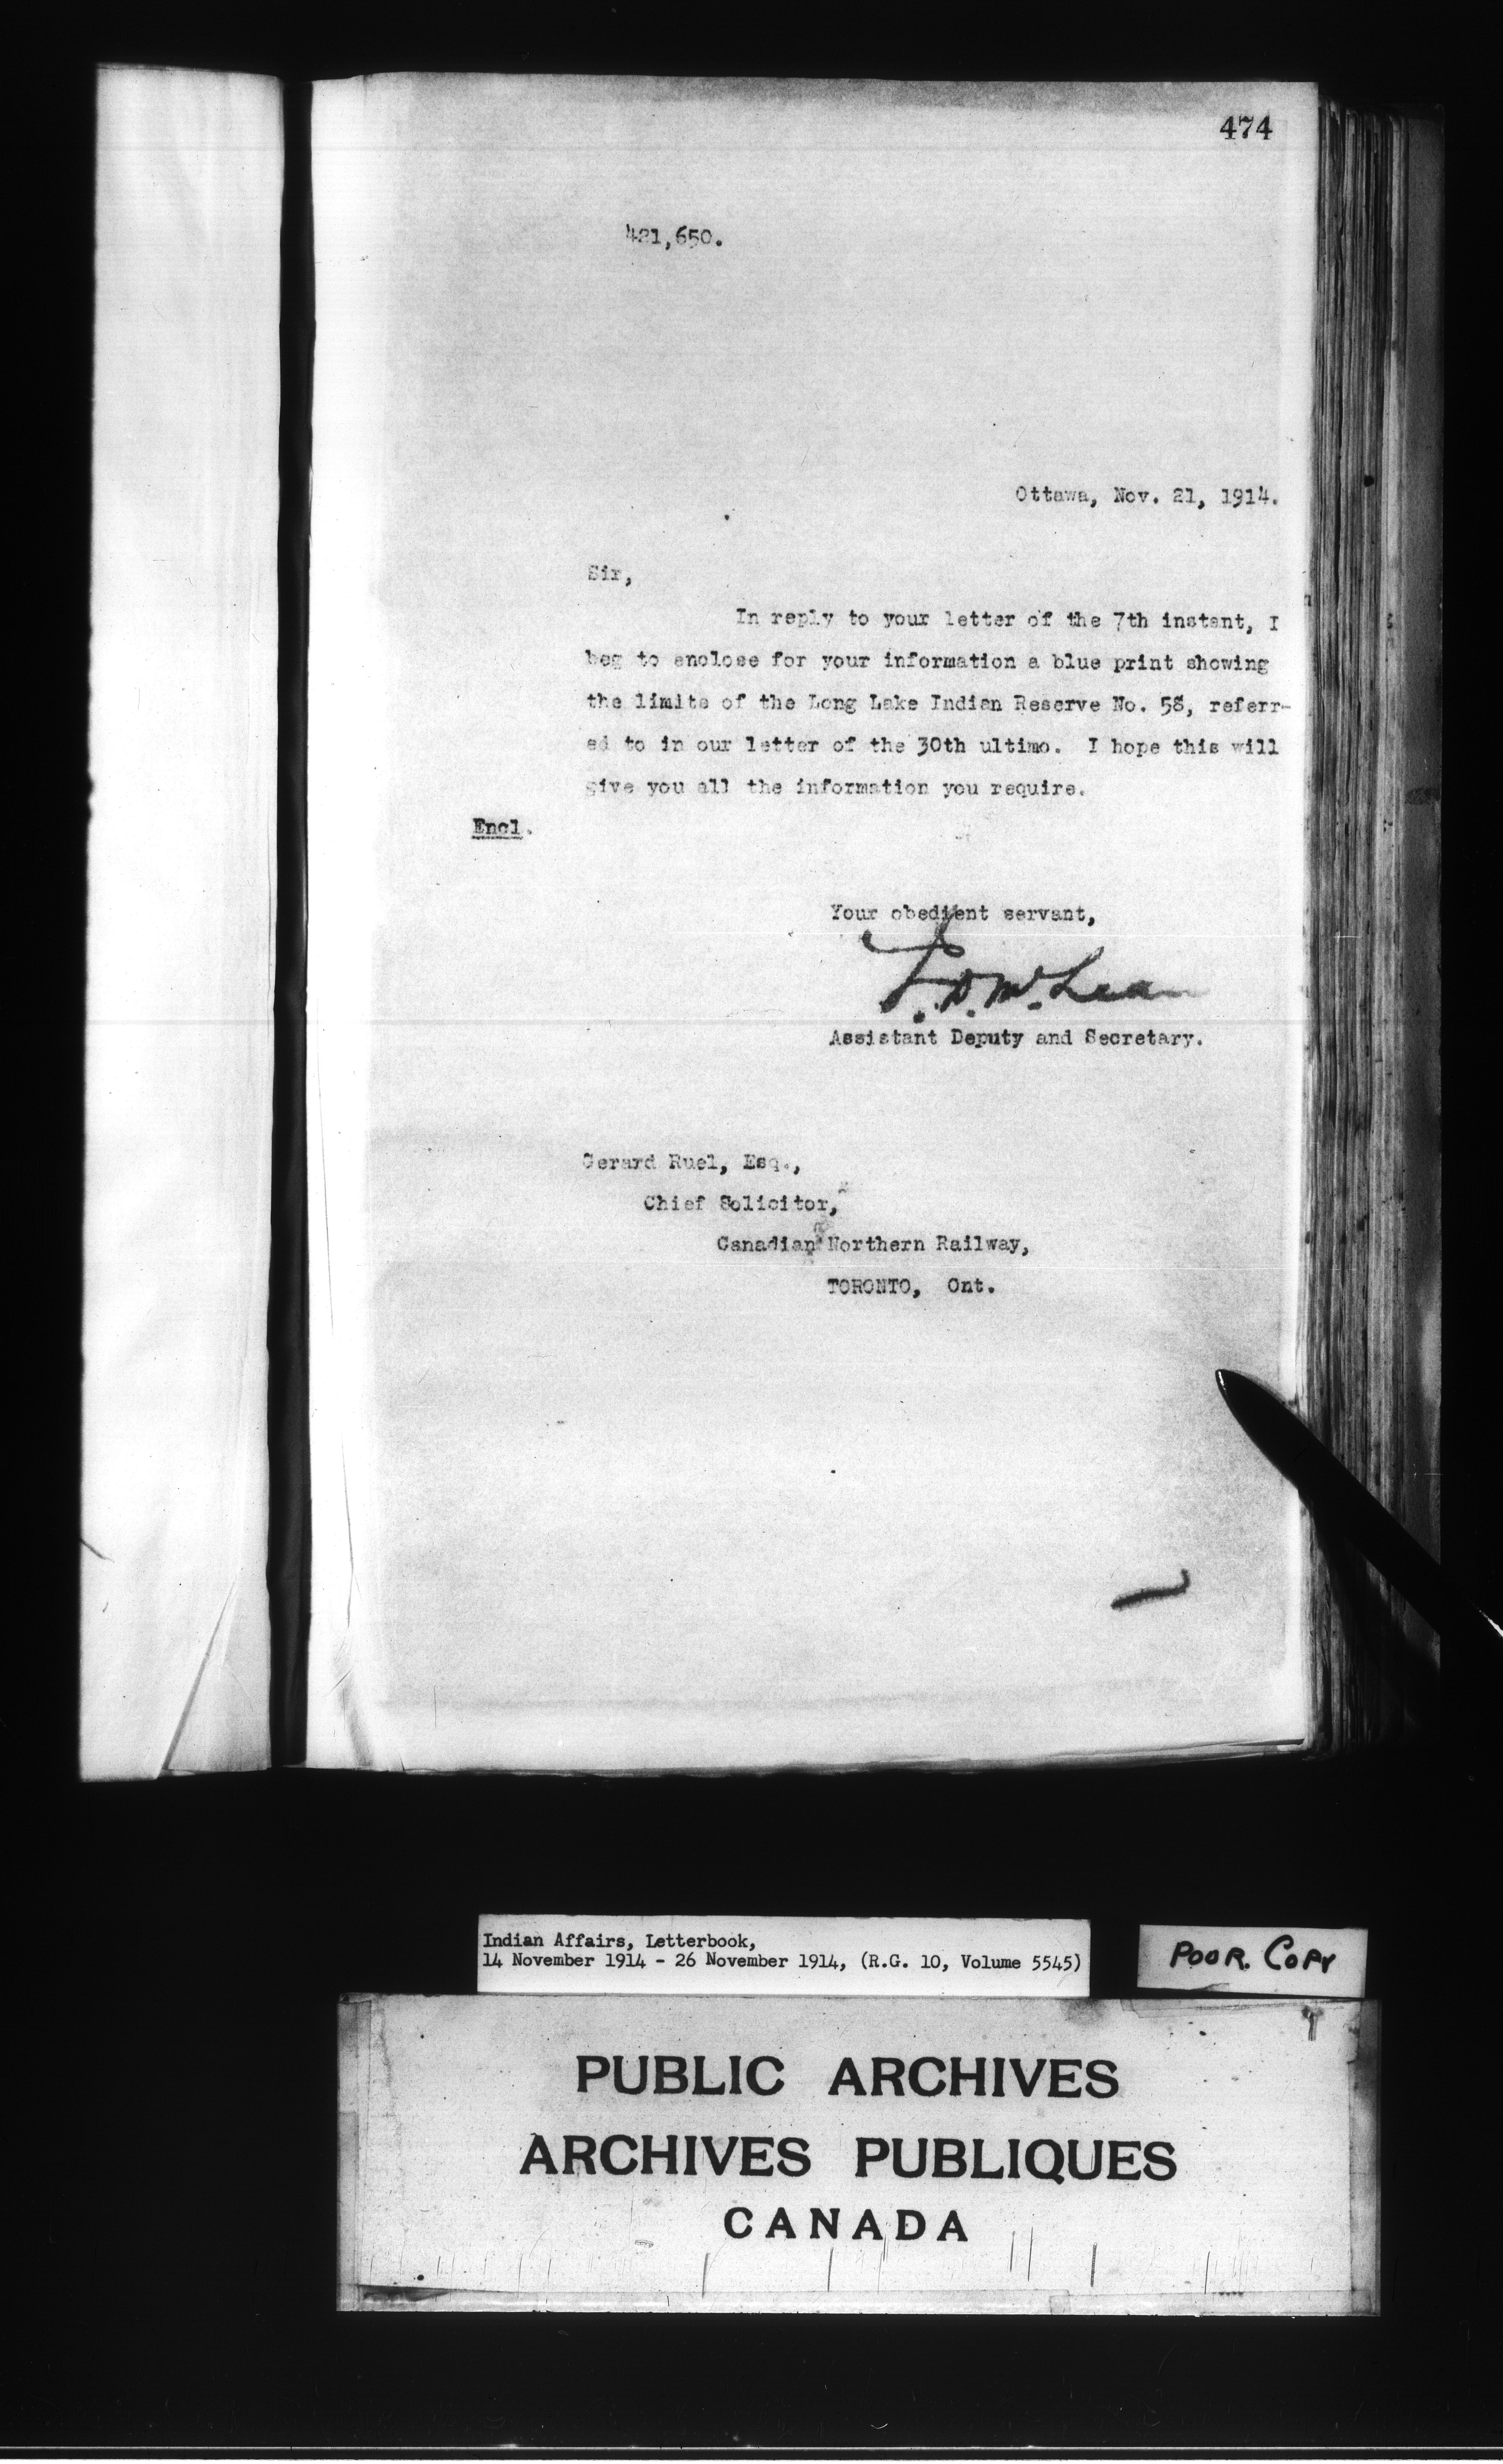 474
421,650.
Ottawa, Nov. 21, 1914.
Sir,
In reply to your letter of the 7th instant, I
beg to enclose for your information a blue print showing
the limits of the Long Lake Indian Reserve No. 58, referr-
ed to in our letter of the 30th ultimo. I hope this will
give you all the information you require.
Encl.
Your obedient servant,
J. D. McLean
Assistant Deputy and Secretary.
Gerard Ruel, Esq.,
Chief Solicitor,
Canadian Northern Railway,
TORONTO, Ont.
Indian Affairs, Letterbook,
14 November 1914 - 26 November 1914, (R.G. 10, Volume 5545)
POOR. COPY
PUBLIC ARCHIVES
ARCHIVES PUBLIQUES
CANADA